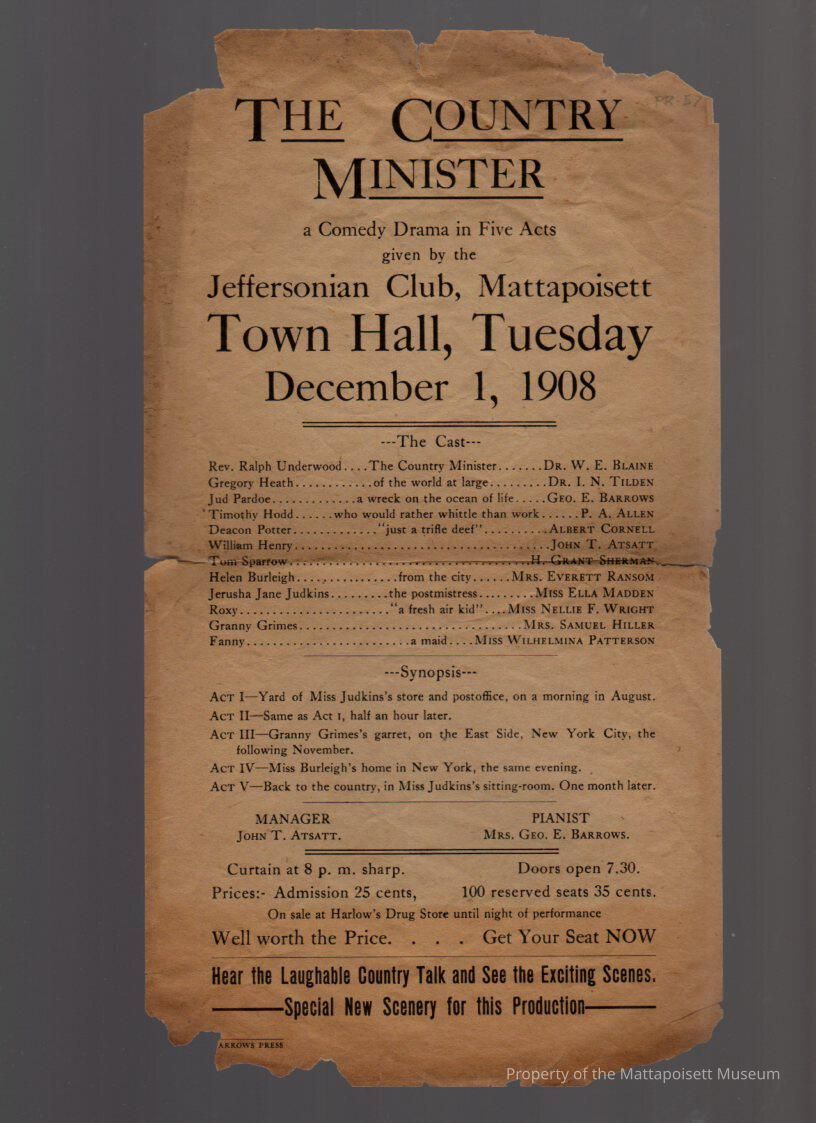 PR-57
THE COUNTRY
MINISTER
a Comedy Drama in Five Acts
given by the
Jeffersonian Club, Mattapoisett
Town Hall, Tuesday
December 1, 1908
---The Cast---
Rev. Ralph Underwood....The Country Minister.......DR. W. E. BLAINE
Gregory Heath............of the world at large.........DR. I. N. TILDEN
Jud Pardoe.............a wreck on the ocean of life.....GEO. E. BARROWS
Timothy Hodd......who would rather whittle than work......P. A. ALLEN
Deacon Potter............."just a trifle deef"..........ALBERT CORNELL
William Henry.......................................JOHN T. ATSATT
Tom Sparrow.....................................H. GRANT SHERMAN
Helen Burleigh................from the city......MRS. EVERETT RANSOM
Jerusha Jane Judkins.........the postmistress.........MISS ELLA MADDEN
Roxy......................."a fresh air kid"....MISS NELLIE F. WRIGHT
Granny Grimes..................................MRS. SAMUEL HILLER
Fanny.........................a maid....MISS WILHELMINA PATTERSON
---Synopsis---
ACT I—Yard of Miss Judkins's store and postoffice, on a morning in August.
ACT II—Same as Act I, half an hour later.
ACT III—Granny Grimes's garret, on the East Side, New York City, the
following November.
ACT IV—Miss Burleigh's home in New York, the same evening.
ACT V—Back to the country, in Miss Judkins's sitting-room. One month later.
MANAGER PIANIST
JOHN T. ATSATT. MRS. GEO. E. BARROWS.
Curtain at 8 p. m. sharp. Doors open 7.30.
Prices:- Admission 25 cents, 100 reserved seats 35 cents.
On sale at Harlow's Drug Store until night of performance
Well worth the Price. . . . Get Your Seat NOW
Hear the Laughable Country Talk and See the Exciting Scenes.
Special New Scenery for this Production
ARROWS PRESS
Property of the Mattapoisett Museum